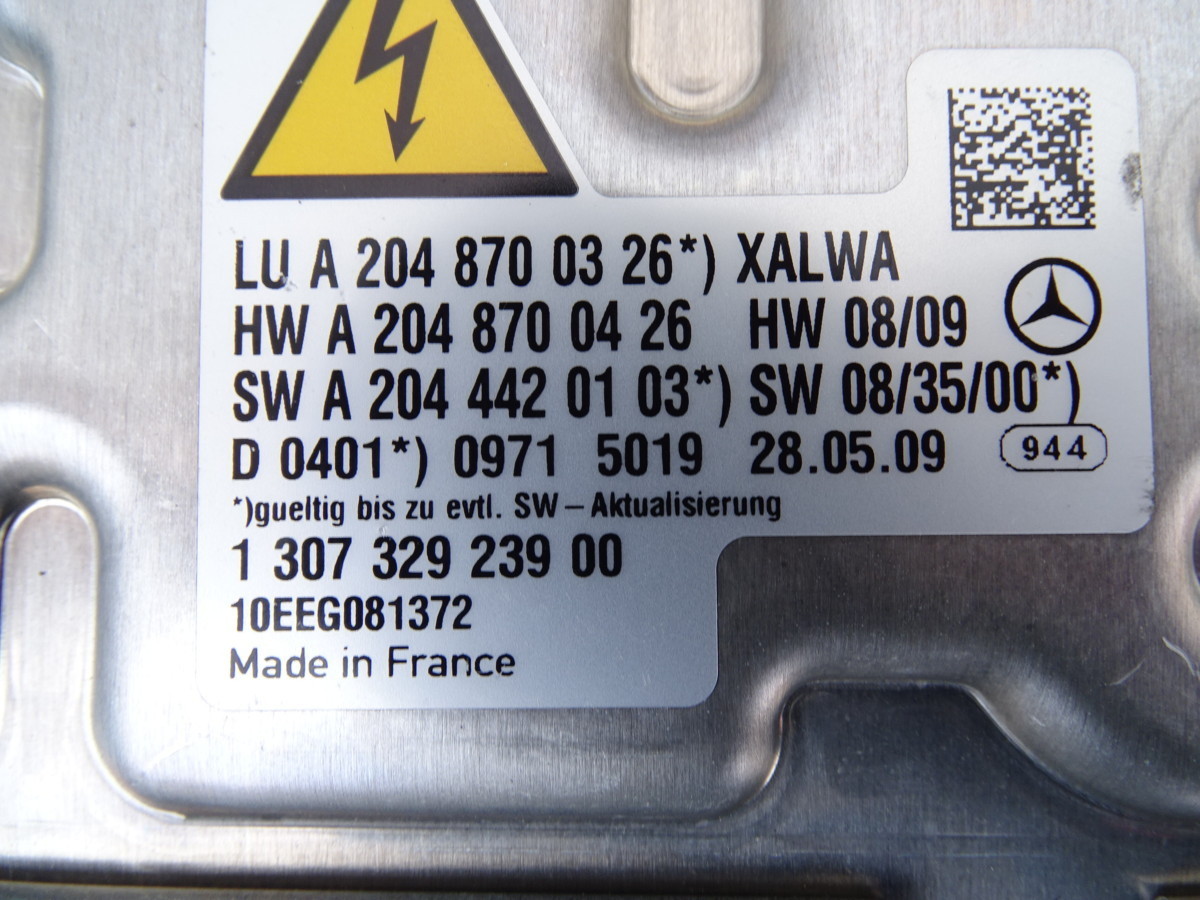 LU A 204 870 03 26*) XALWA
HW A 204 870 04 26 HW 08/09
SW A 204 442 01 03*) SW 08/35/00*)
D 0401*) 0971 5019 28.05.09 944
*)gueltig bis zu evtl. SW-Aktualisierung
1 307 329 239 00
10EEG081372
Made in France